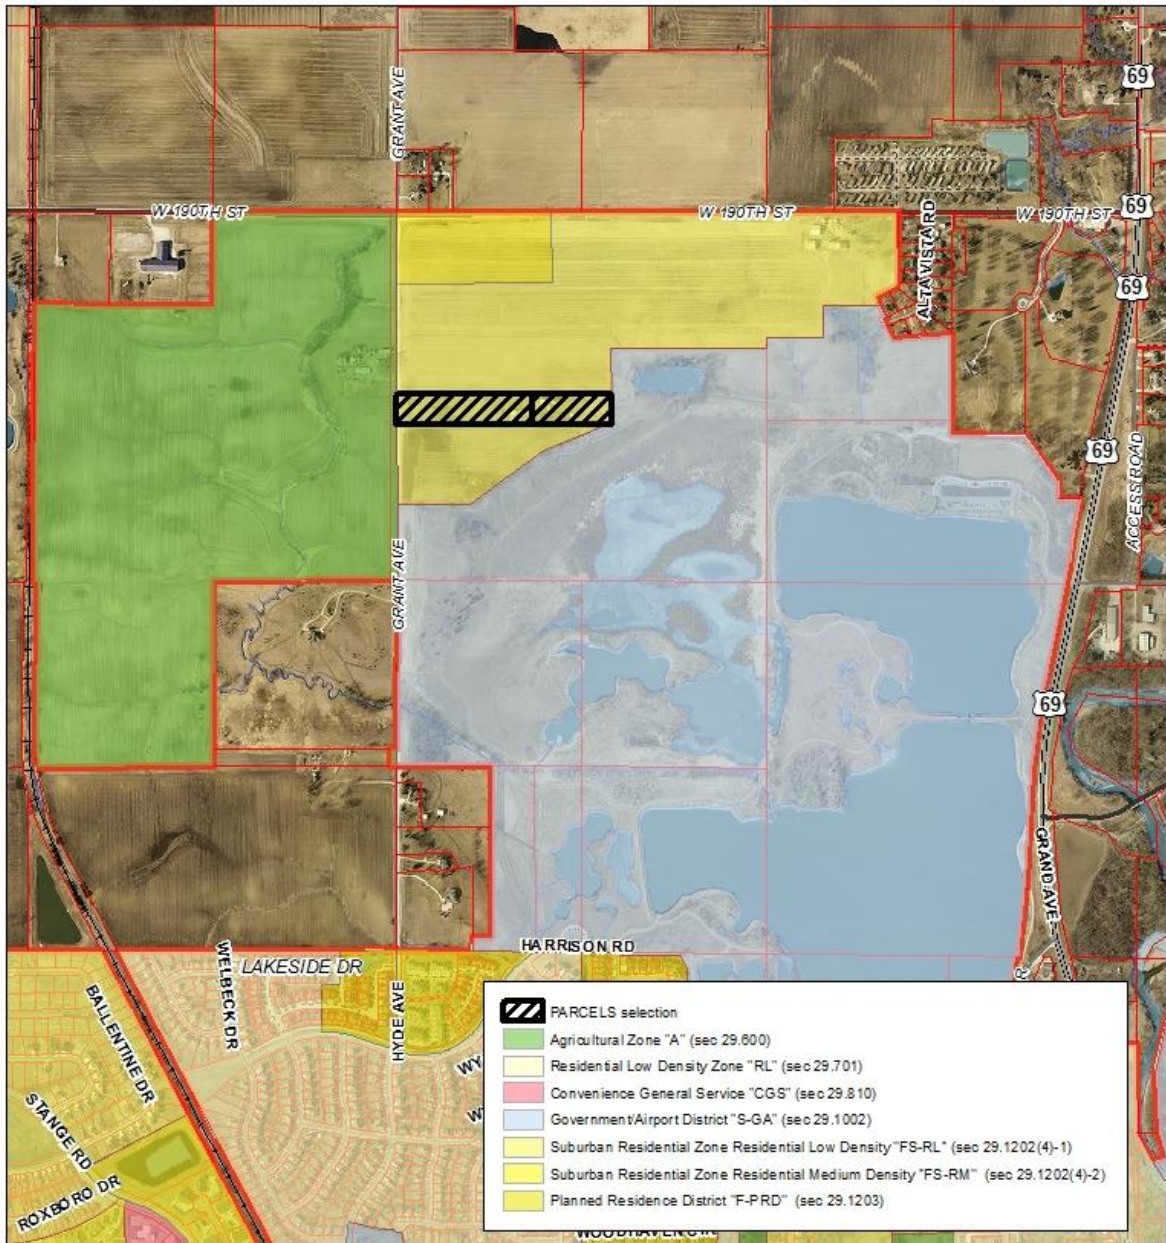 69
GRANT AVE
W 190TH ST
W 190TH ST
W 190TH ST
69
ALTA VISTA RD
69
69
ACCESS ROAD
GRANT AVE
69
GRAND AVE
HARRISON RD
LAKESIDE DR
WELBECK DR
HYDE AVE
BALLENTINE DR
STANGE RD
ROXBORO DR
PARCELS selection
Agricultural Zone "A" (sec 29.600)
Residential Low Density Zone "RL" (sec 29.701)
Convenience General Service "CGS" (sec 29.810)
Government/Airport District "S-GA" (sec 29.1002)
Suburban Residential Zone Residential Low Density "FS-RL" (sec 29.1202(4)-1)
Suburban Residential Zone Residential Medium Density "FS-RM" (sec 29.1202(4)-2)
Planned Residence District "F-PRD" (sec 29.1203)